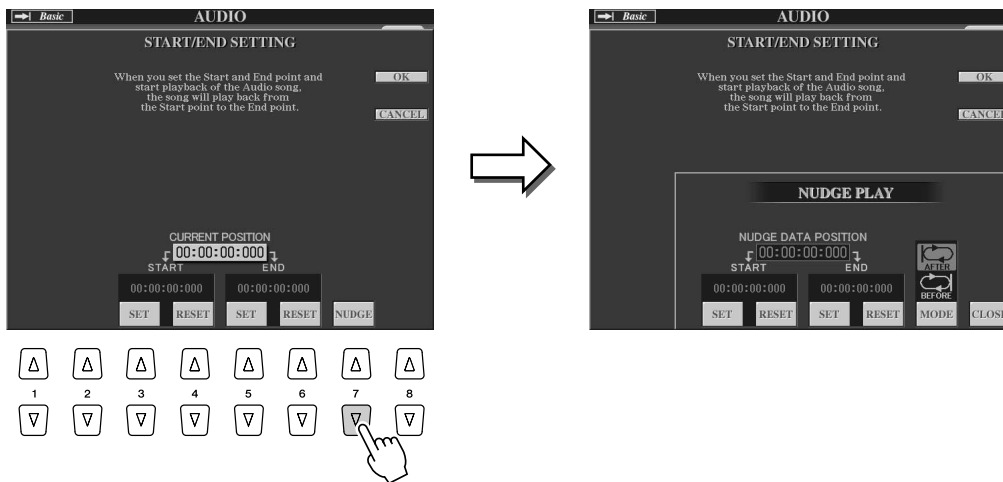 Basic
AUDIO
START/END SETTING
When you set the Start and End point and
start playback of the Audio song,
the song will play back from
the Start point to the End point.
OK
CANCEL
CURRENT POSITION
00:00:00:000
START
END
00:00:00:000
00:00:00:000
SET
RESET
SET
RESET
NUDGE
1
2
3
4
5
6
7
8
Basic
AUDIO
START/END SETTING
When you set the Start and End point and
start playback of the Audio song,
the song will play back from
the Start point to the End point.
OK
CANCEL
NUDGE PLAY
NUDGE DATA POSITION
00:00:00:000
START
END
00:00:00:000
00:00:00:000
AFTER
BEFORE
SET
RESET
SET
RESET
MODE
CLOSE